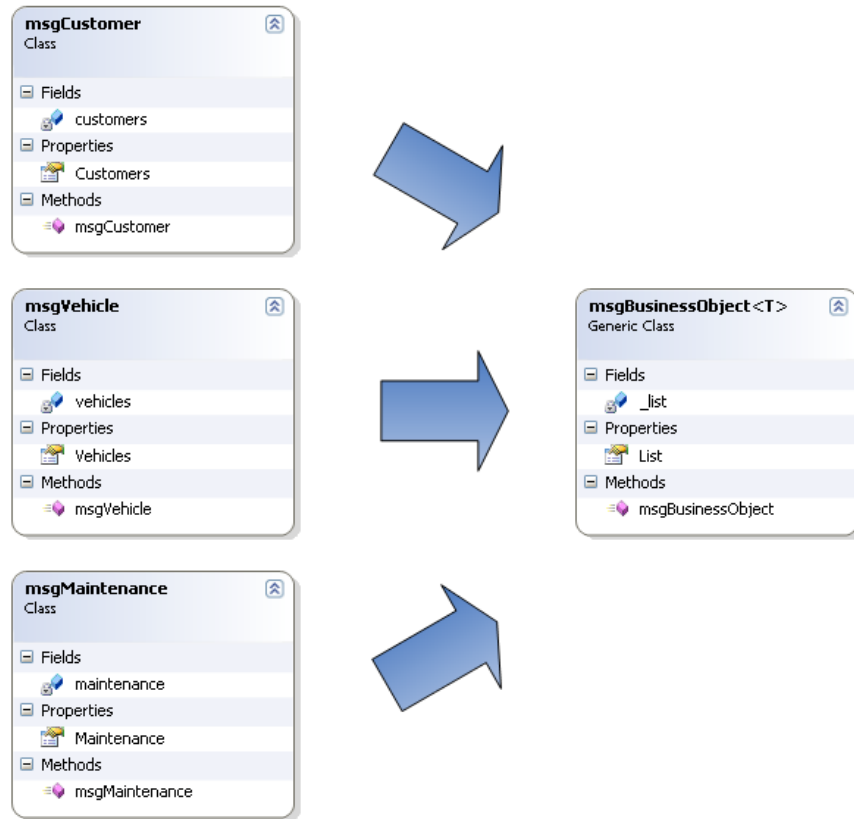 msgCustomer
Class
Fields
customers
Properties
Customers
Methods
msgCustomer
msgVehicle
Class
Fields
vehicles
Properties
Vehicles
Methods
msgVehicle
msgMaintenance
Class
Fields
maintenance
Properties
Maintenance
Methods
msgMaintenance
msgBusinessObject<T>
Generic Class
Fields
_list
Properties
List
Methods
msgBusinessObject